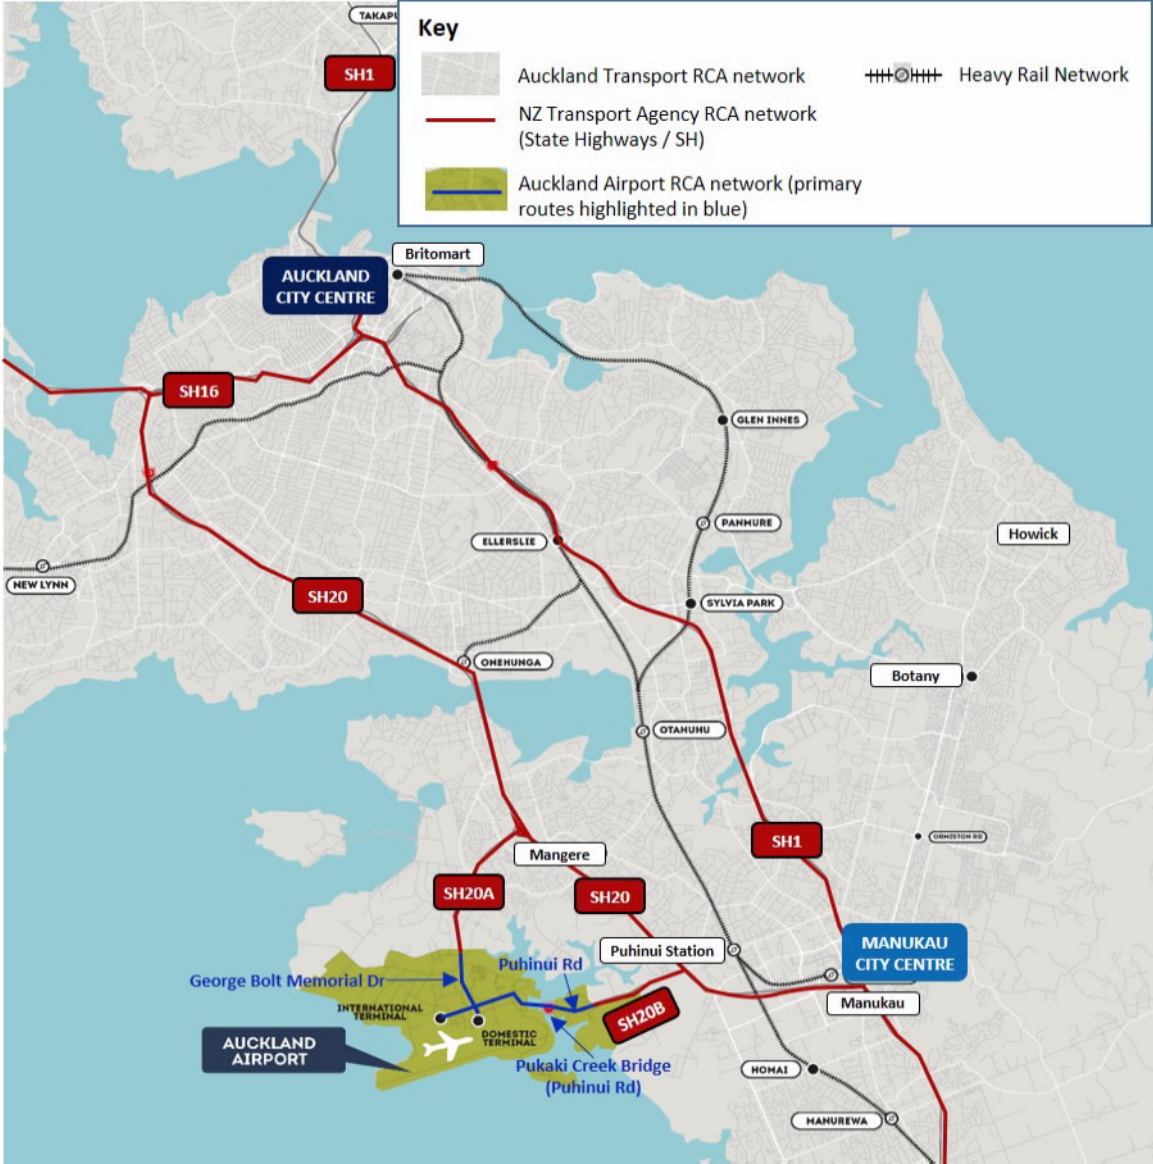 TAKAPU
SH1
Key
Auckland Transport RCA network
Heavy Rail Network
NZ Transport Agency RCA network
(State Highways / SH)
Auckland Airport RCA network (primary
routes highlighted in blue)
Britomart
AUCKLAND
CITY CENTRE
SH16
GLEN INNES
PANMURE
Howick
ELLERSLIE
NEW LYNN
SH20
SYLVIA PARK
ONEHUNGA
Botany
OTAHUHU
SH1
ORMISTON RD
Mangere
SH20A
SH20
MANUKAU
CITY CENTRE
Puhinui Station
Puhinui Rd
George Bolt Memorial Dr
Manukau
INTERNATIONAL
TERMINAL
SH20B
DOMESTIC
TERMINAL
AUCKLAND
AIRPORT
Pukaki Creek Bridge
(Puhinui Rd)
HOMAI
MANUREWA